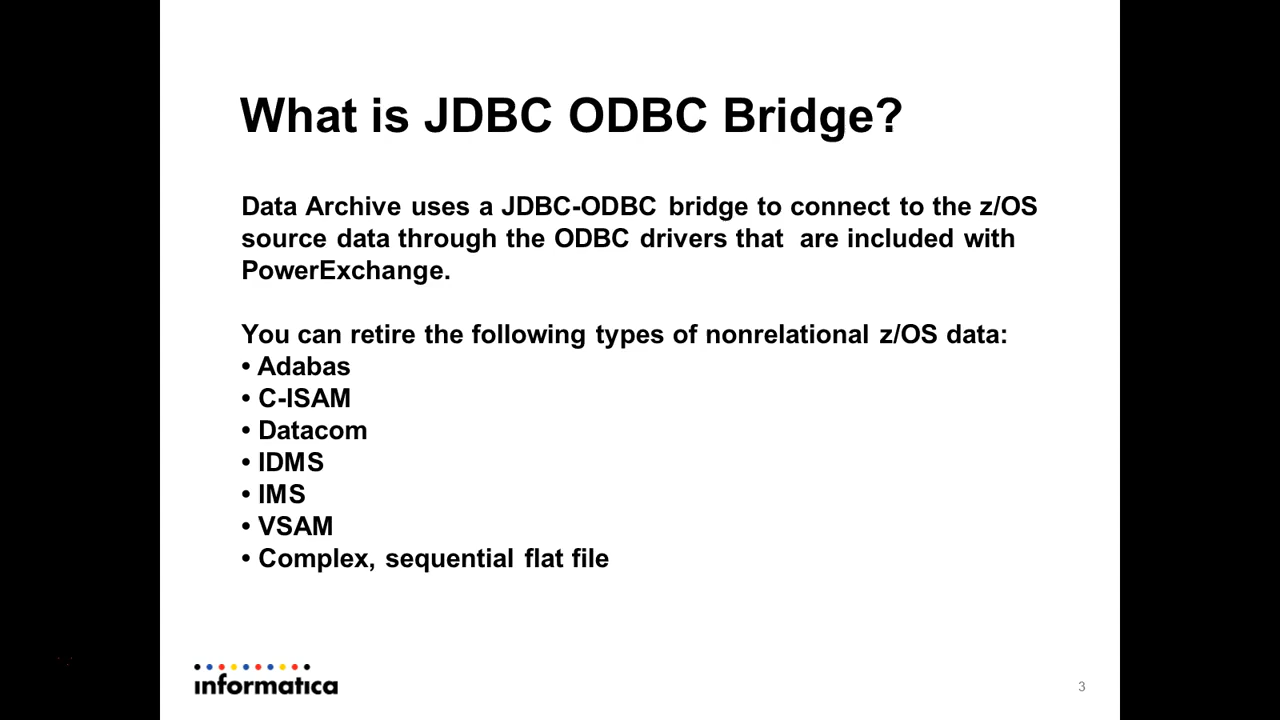 What is JDBC ODBC Bridge?
Data Archive uses a JDBC-ODBC bridge to connect to the z/OS
source data through the ODBC drivers that  are included with
PowerExchange.
You can retire the following types of nonrelational z/OS data:
• Adabas
• C-ISAM
• Datacom
• IDMS
• IMS
• VSAM
• Complex, sequential flat file
informatica
3